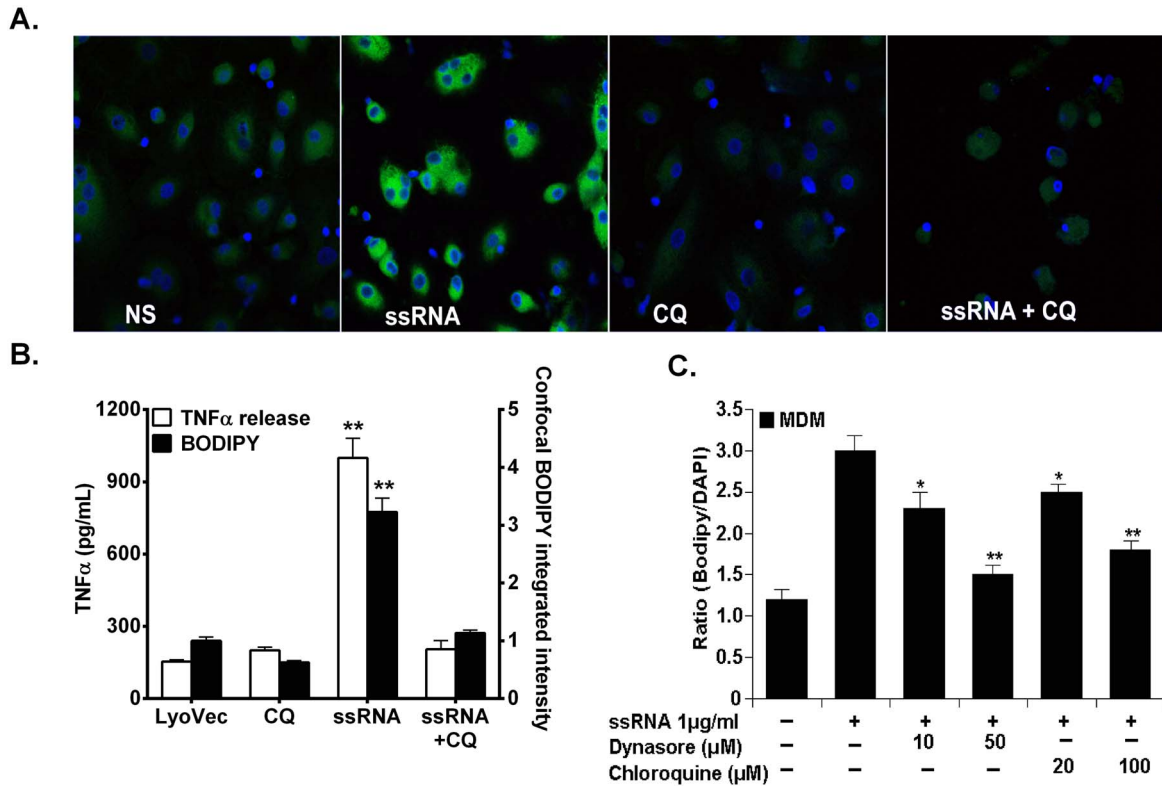 A.
NS
ssRNA
CQ
ssRNA + CQ
B.
TNFα (pg/mL)
1200
900
600
300
0
TNFα release
BODIPY
**
**
LyoVec
CQ
ssRNA
ssRNA
+CQ
5
4
3
2
1
0
Confocal BODIPY
integrated intensity
C.
Ratio (Bodipy/DAPI)
3.5
3.0
2.5
2.0
1.5
1.0
0.5
0
MDM
*
**
*
**
ssRNA 1µg/ml – + + + + +
Dynasore (µM) – – 10 50 – –
Chloroquine (µM) – – – – 20 100